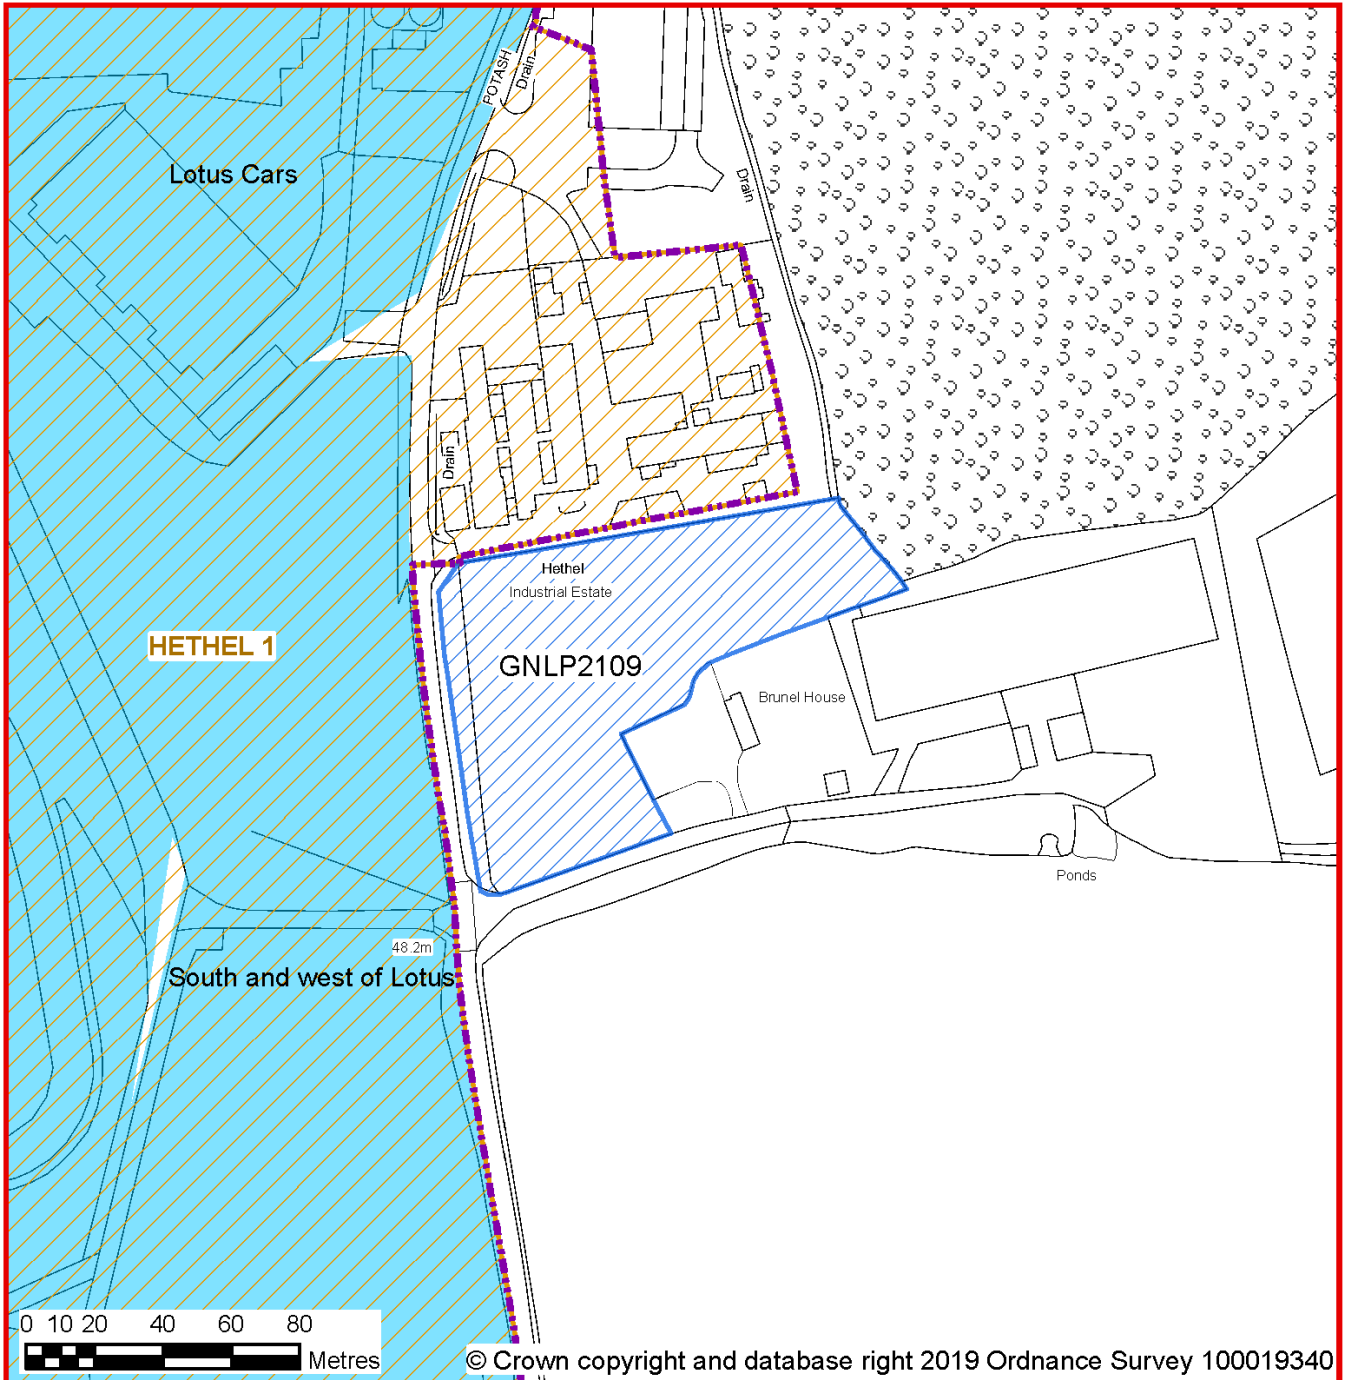 POTASH
Drain
Lotus Cars
Drain
Drain
Hethel
Industrial Estate
HETHEL 1
GNLP2109
Brunel House
Ponds
48.2m
South and west of Lotus
0 10 20 40 60 80
Metres
© Crown copyright and database right 2019 Ordnance Survey 100019340